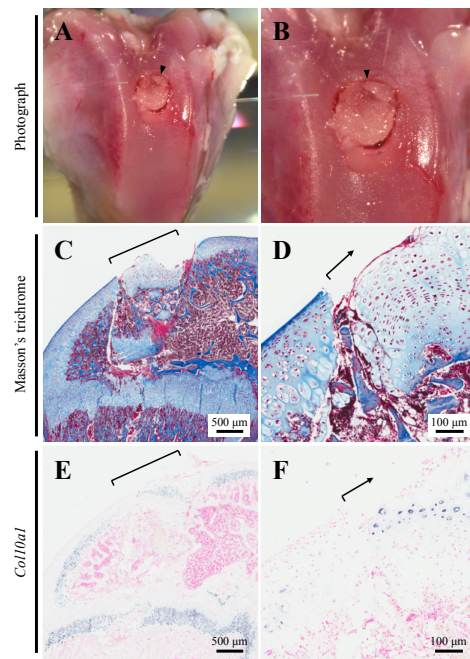 Photograph
A
B
Masson's trichrome
C
D
500 μm
100 μm
Col10a1
E
F
500 μm
100 μm